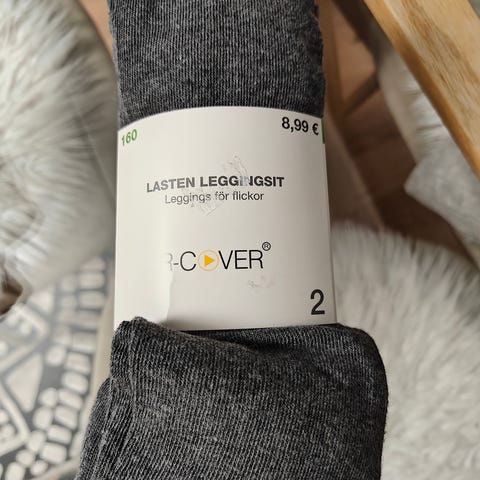 160
8,99 €
LASTEN LEGGINGSIT
Leggings för flickor
-COVER®
2